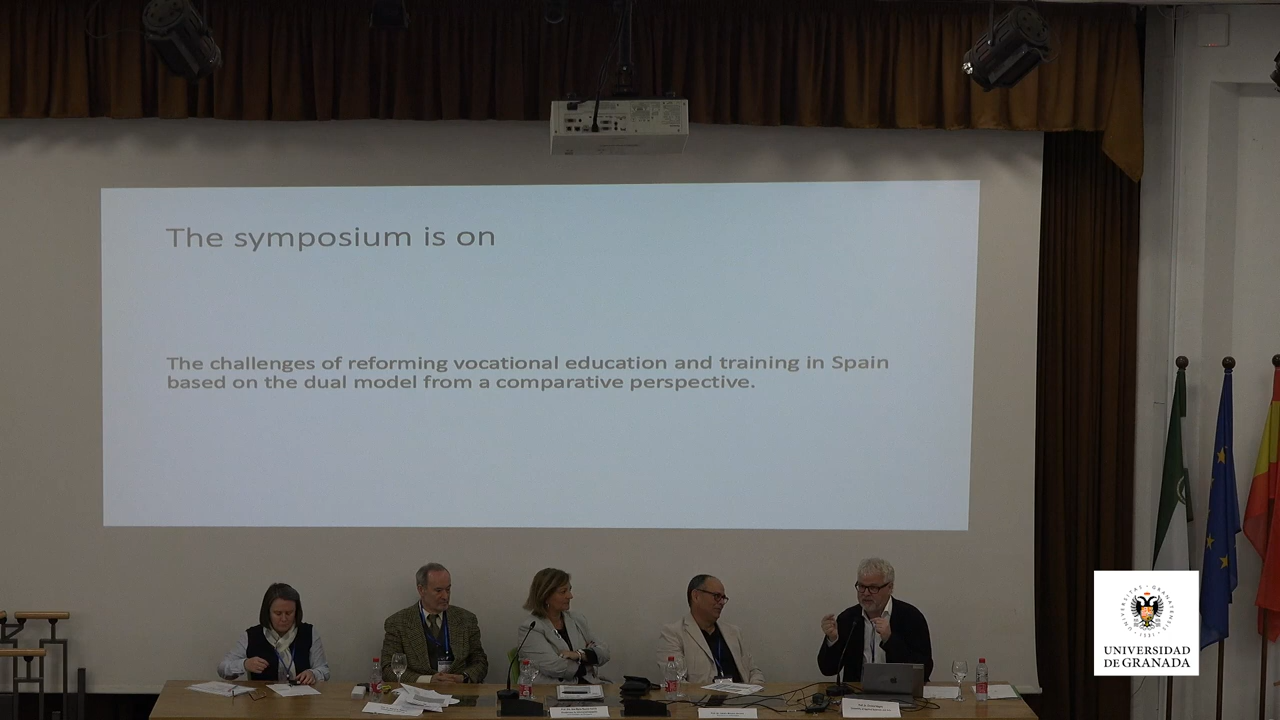 The symposium is on
The challenges of reforming vocational education and training in Spain
based on the dual model from a comparative perspective.
UNIVERSIDAD
DE GRANADA